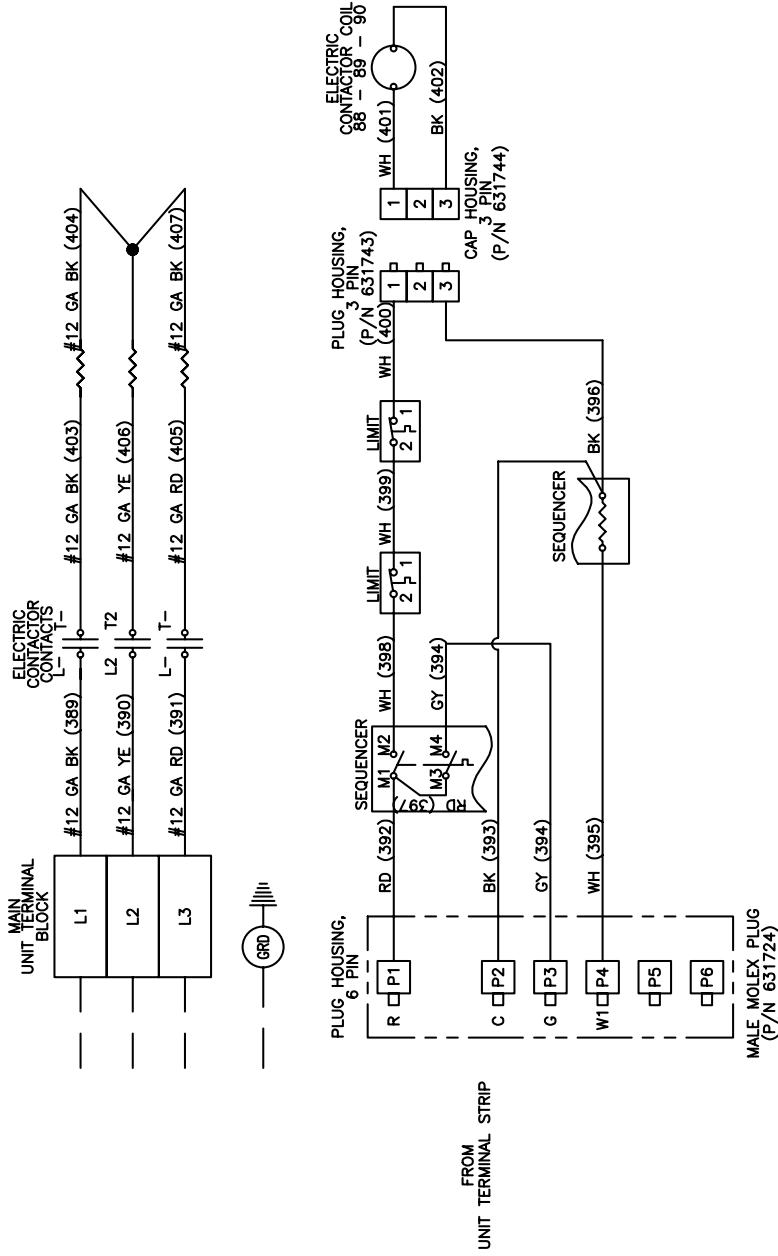 MAIN
UNIT TERMINAL
BLOCK
L1
L2
L3
GRD
#12 GA BK (389)
#12 GA YE (390)
#12 GA RD (391)
ELECTRIC
CONTACTOR
CONTACTS
L- T-
L2 T2
L- T-
#12 GA BK (403)
#12 GA YE (406)
#12 GA RD (405)
#12 GA BK (404)
#12 GA BK (407)
FROM
UNIT TERMINAL STRIP
PLUG HOUSING,
6 PIN
R P1
C P2
G P3
W1 P4
P5
P6
MALE MOLEX PLUG
(P/N 631724)
RD (392)
BK (393)
GY (394)
WH (395)
SEQUENCER
M1 M2
RD (397)
M3 M4
WH (398)
GY (394)
LIMIT
2 1
WH (399)
LIMIT
2 1
WH (400)
SEQUENCER
BK (396)
PLUG HOUSING,
3 PIN
(P/N 631743)
1
2
3
1
2
3
CAP HOUSING,
3 PIN
(P/N 631744)
WH (401)
BK (402)
ELECTRIC
CONTACTOR COIL
88 - 89 - 90